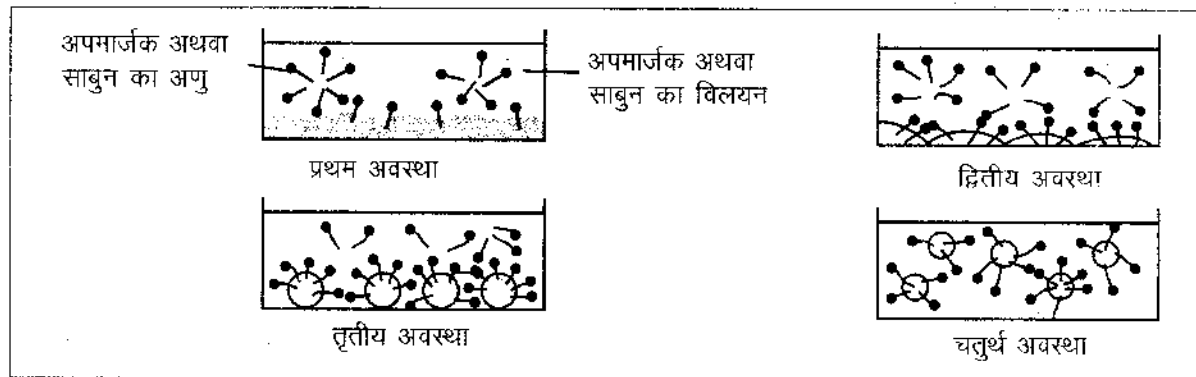 अपमार्जक अथवा
साबुन का अणु
अपमार्जक अथवा
साबुन का विलयन
प्रथम अवस्था
द्वितीय अवस्था
तृतीय अवस्था
चतुर्थ अवस्था